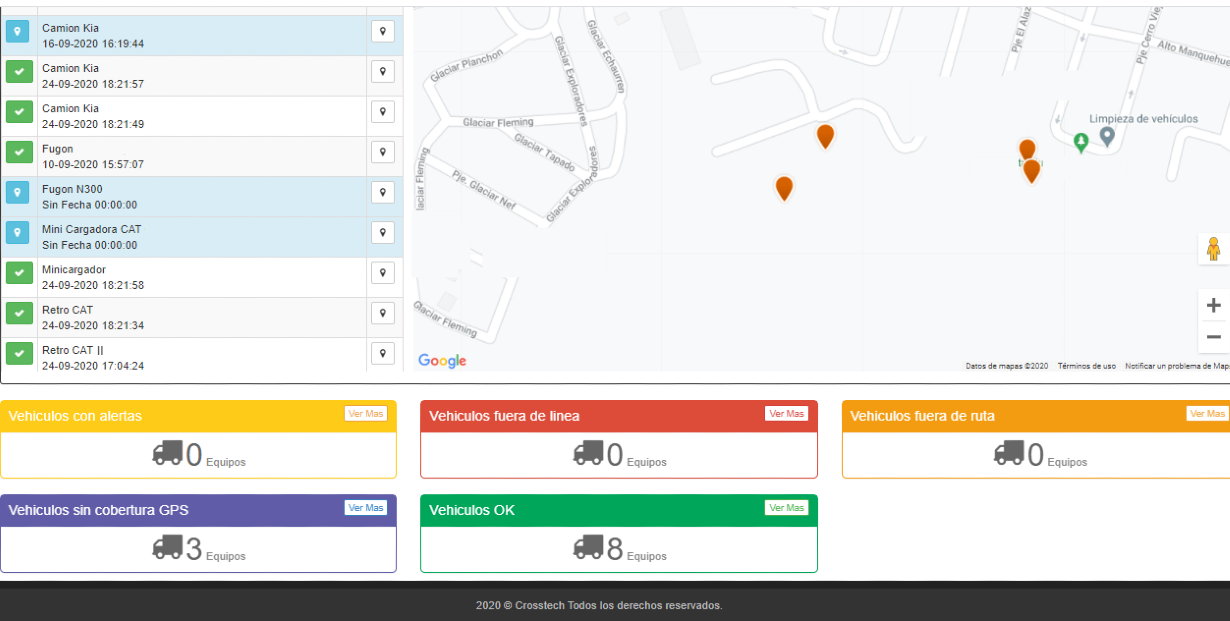 Camion Kia
16-09-2020 16:19:44
Camion Kia
24-09-2020 18:21:57
Camion Kia
24-09-2020 18:21:49
Fugon
10-09-2020 15:57:07
Fugon N300
Sin Fecha 00:00:00
Mini Cargadora CAT
Sin Fecha 00:00:00
Minicargador
24-09-2020 18:21:58
Retro CAT
24-09-2020 18:21:34
Retro CAT ||
24-09-2020 17:04:24
Glaciar Planchon
Glaciar Exploradores
Glaciar Echaurren
Glaciar Fleming
Glaciar Tapado
Glaciar Exploradores
Pje. Glaciar Nef
laciar Fleming
Glaciar Fleming
Pje El Alaz
Pje Cerro Viej
Alto Manquehue
Limpieza de vehículos
Google
Datos de mapas ©2020 Términos de uso Notificar un problema de Maps
Vehiculos con alertas
Ver Mas
0 Equipos
Vehiculos fuera de linea
Ver Mas
0 Equipos
Vehiculos fuera de ruta
Ver Mas
0 Equipos
Vehiculos sin cobertura GPS
Ver Mas
3 Equipos
Vehiculos OK
Ver Mas
8 Equipos
2020 © Crosstech Todos los derechos reservados.